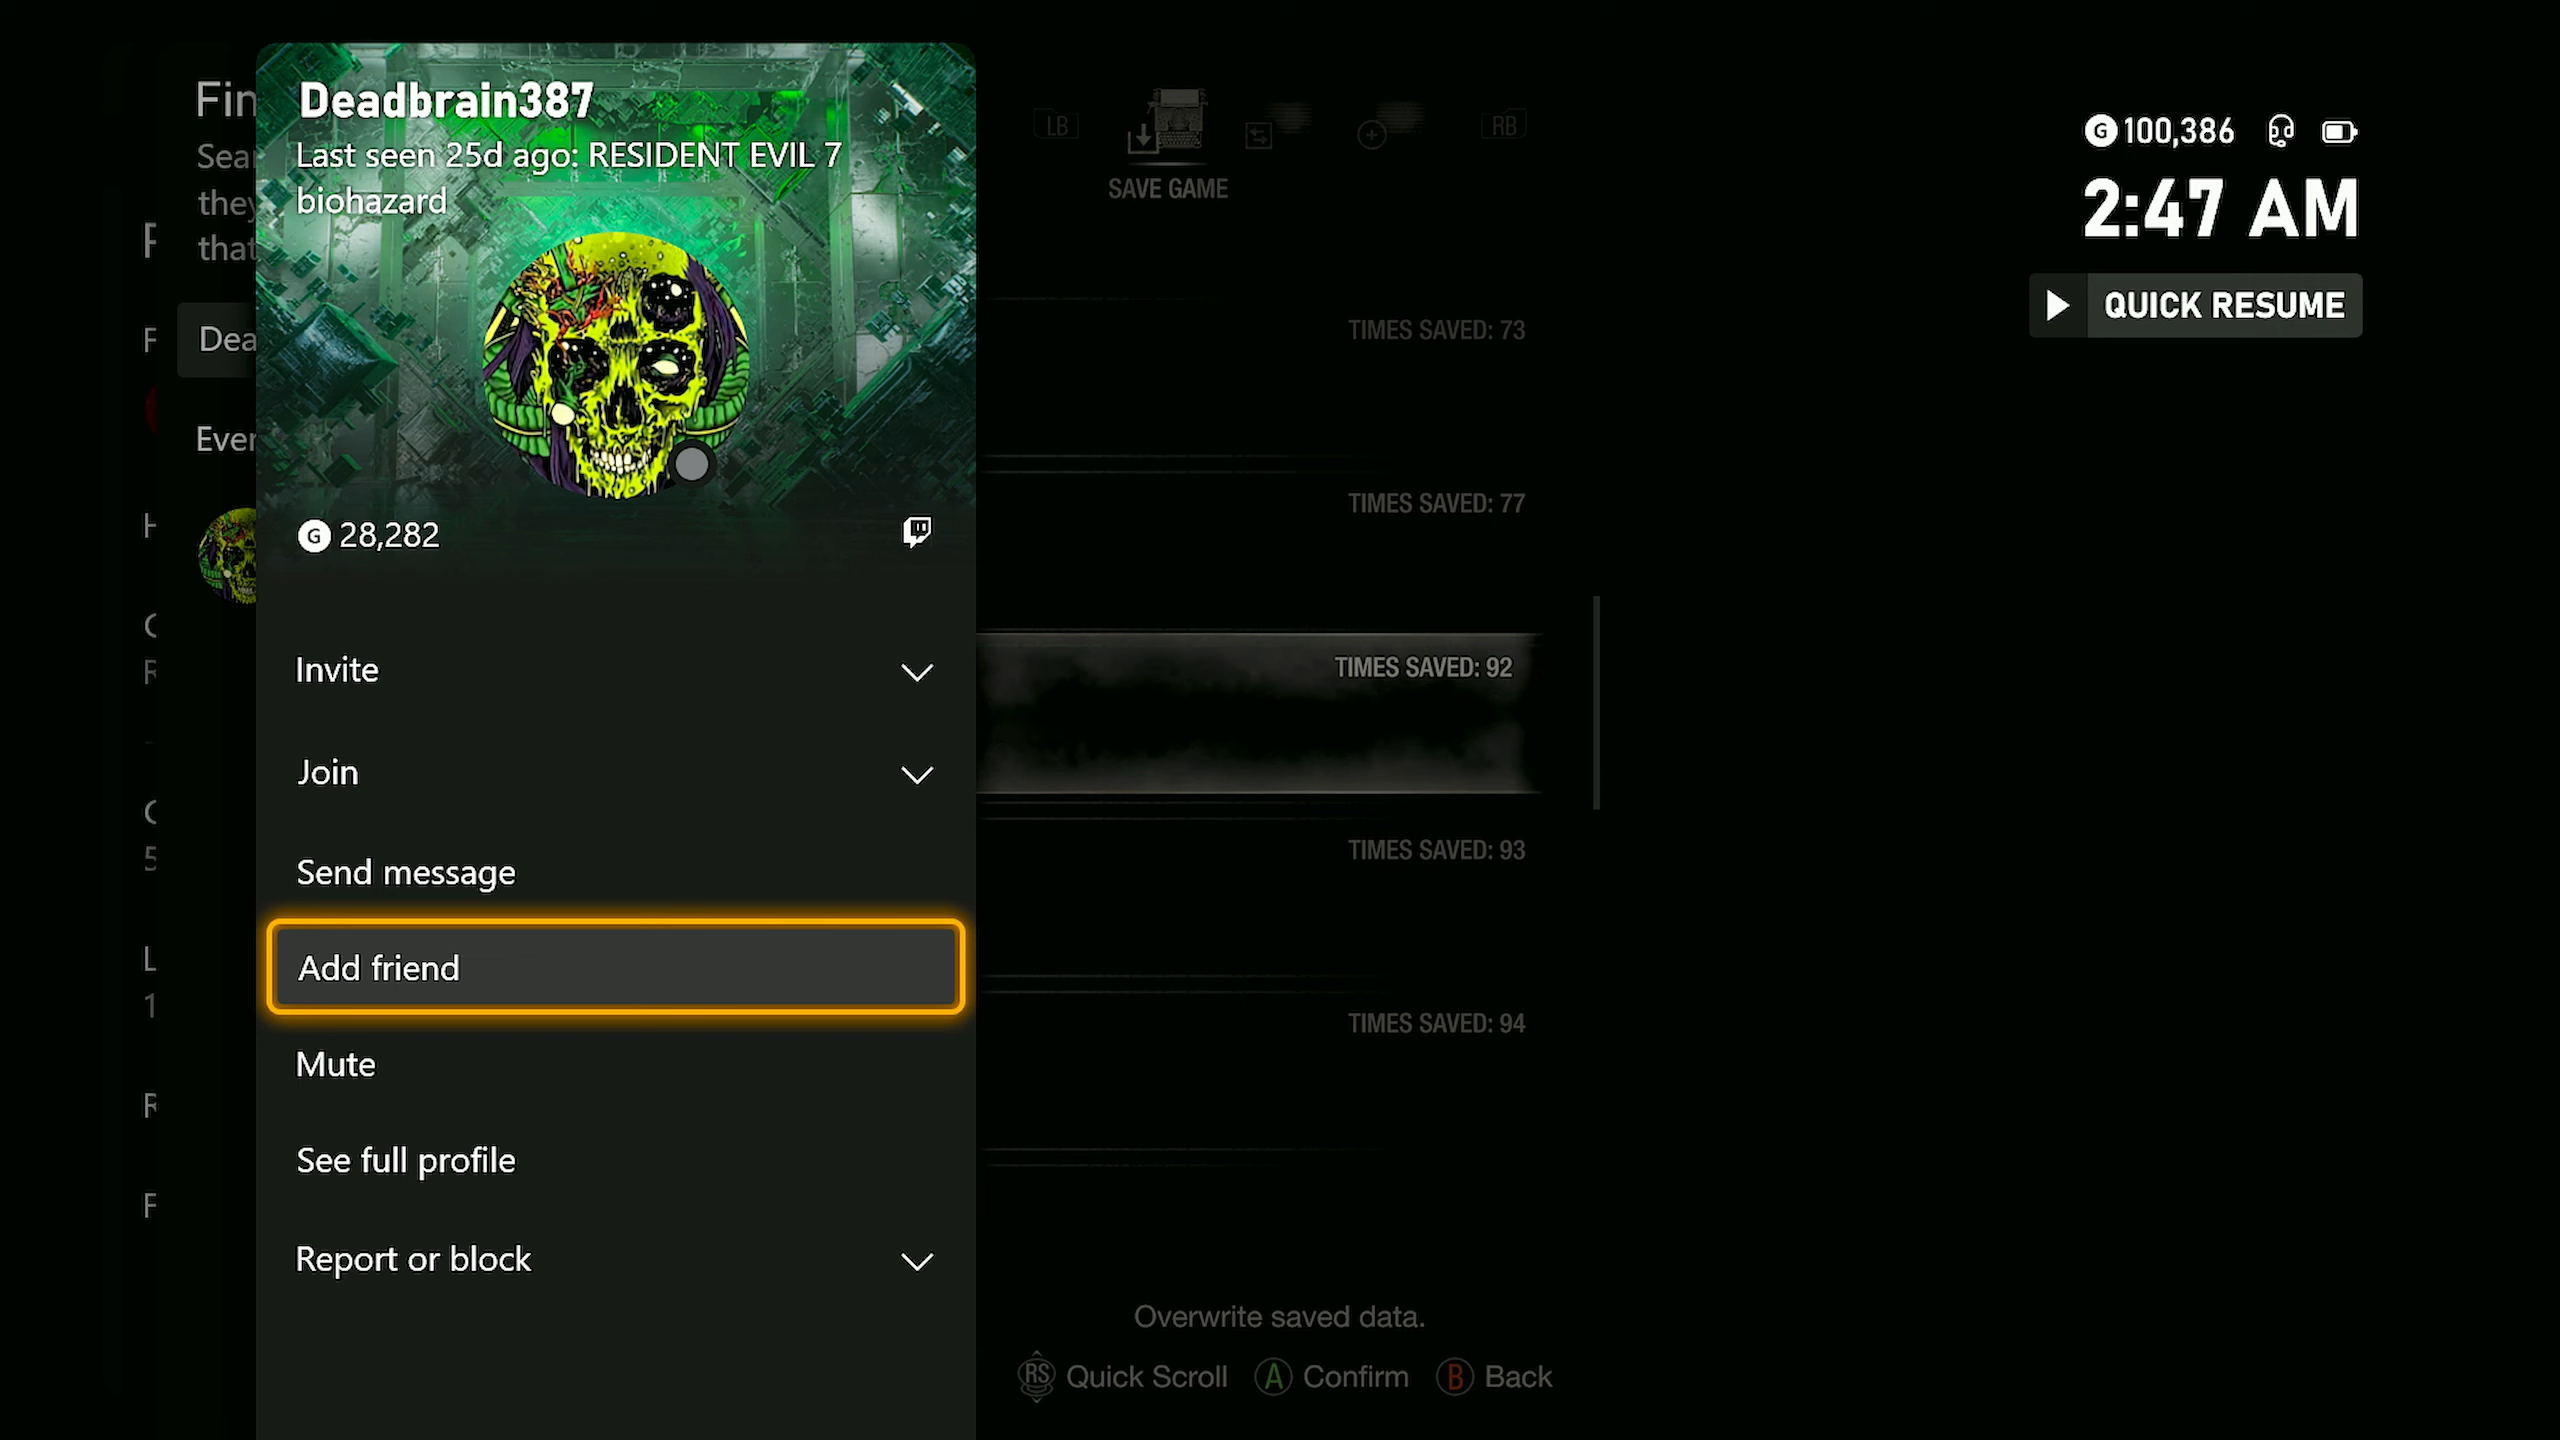 Deadbrain387
Last seen 25d ago: RESIDENT EVIL 7
biohazard
G 28,282
Invite
Join
Send message
Add friend
Mute
See full profile
Report or block
Fin
Sear
they
that
Dea
Ever
F
F
H
C
R
C
5
L
1
R
F
LB
RB
SAVE GAME
TIMES SAVED: 73
TIMES SAVED: 77
TIMES SAVED: 92
TIMES SAVED: 93
TIMES SAVED: 94
Overwrite saved data.
RS Quick Scroll A Confirm B Back
G 100,386
2:47 AM
QUICK RESUME